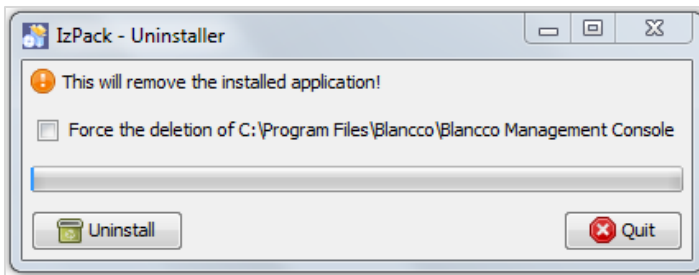 IzPack - Uninstaller
This will remove the installed application!
Force the deletion of C:\Program Files\Blancco\Blancco Management Console
Uninstall
Quit